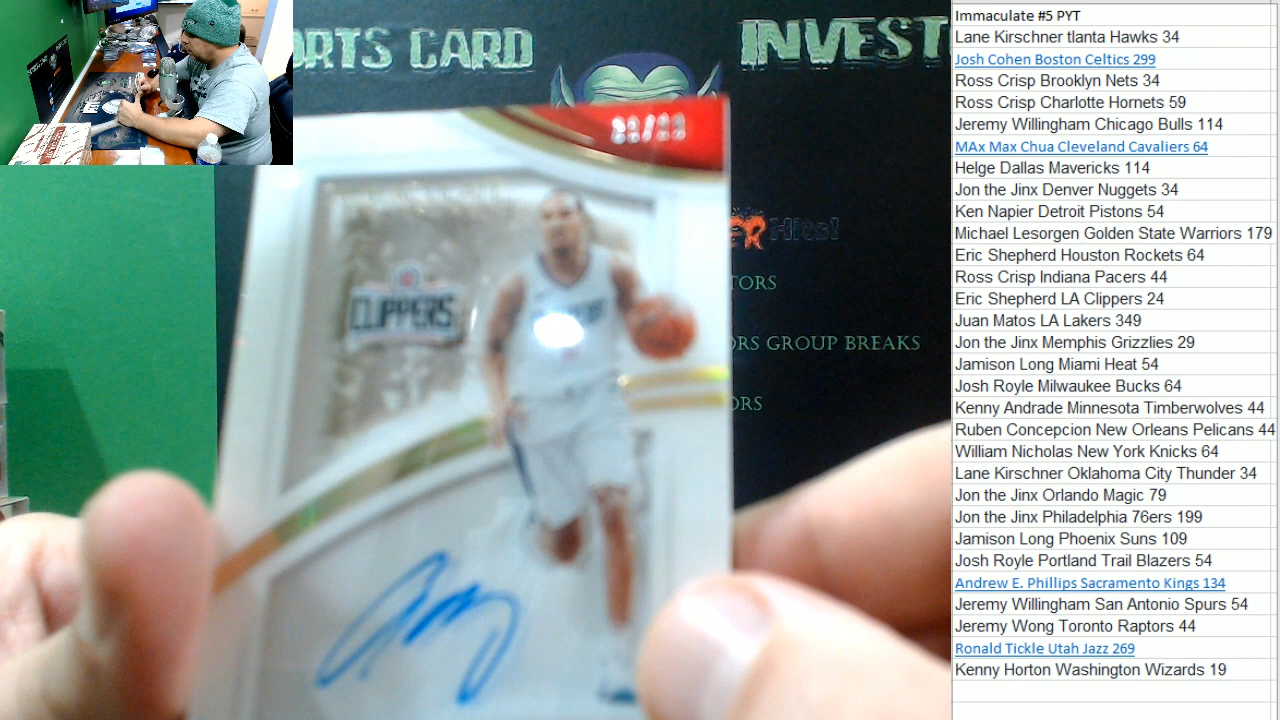 RTS CARD
INVEST
ER Hits!
TORS
ORS GROUP BREAKS
ORS
CLIPPERS
Immaculate #5 PYT
Lane Kirschner tlanta Hawks 34
Josh Cohen Boston Celtics 299
Ross Crisp Brooklyn Nets 34
Ross Crisp Charlotte Hornets 59
Jeremy Willingham Chicago Bulls 114
MAx Max Chua Cleveland Cavaliers 64
Helge Dallas Mavericks 114
Jon the Jinx Denver Nuggets 34
Ken Napier Detroit Pistons 54
Michael Lesorgen Golden State Warriors 179
Eric Shepherd Houston Rockets 64
Ross Crisp Indiana Pacers 44
Eric Shepherd LA Clippers 24
Juan Matos LA Lakers 349
Jon the Jinx Memphis Grizzlies 29
Jamison Long Miami Heat 54
Josh Royle Milwaukee Bucks 64
Kenny Andrade Minnesota Timberwolves 44
Ruben Concepcion New Orleans Pelicans 44
William Nicholas New York Knicks 64
Lane Kirschner Oklahoma City Thunder 34
Jon the Jinx Orlando Magic 79
Jon the Jinx Philadelphia 76ers 199
Jamison Long Phoenix Suns 109
Josh Royle Portland Trail Blazers 54
Andrew E. Phillips Sacramento Kings 134
Jeremy Willingham San Antonio Spurs 54
Jeremy Wong Toronto Raptors 44
Ronald Tickle Utah Jazz 269
Kenny Horton Washington Wizards 19